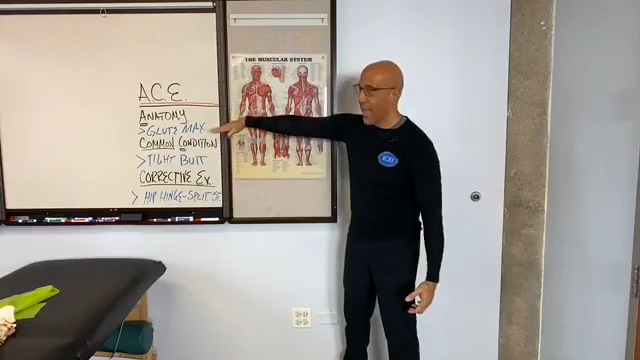 A.C.E.
ANATOMY
> GLUTE MAX
COMMON CONDITION
> TIGHT BUTT
CORRECTIVE EX.
> HIP HINGE - SPLIT ST.
THE MUSCULAR SYSTEM